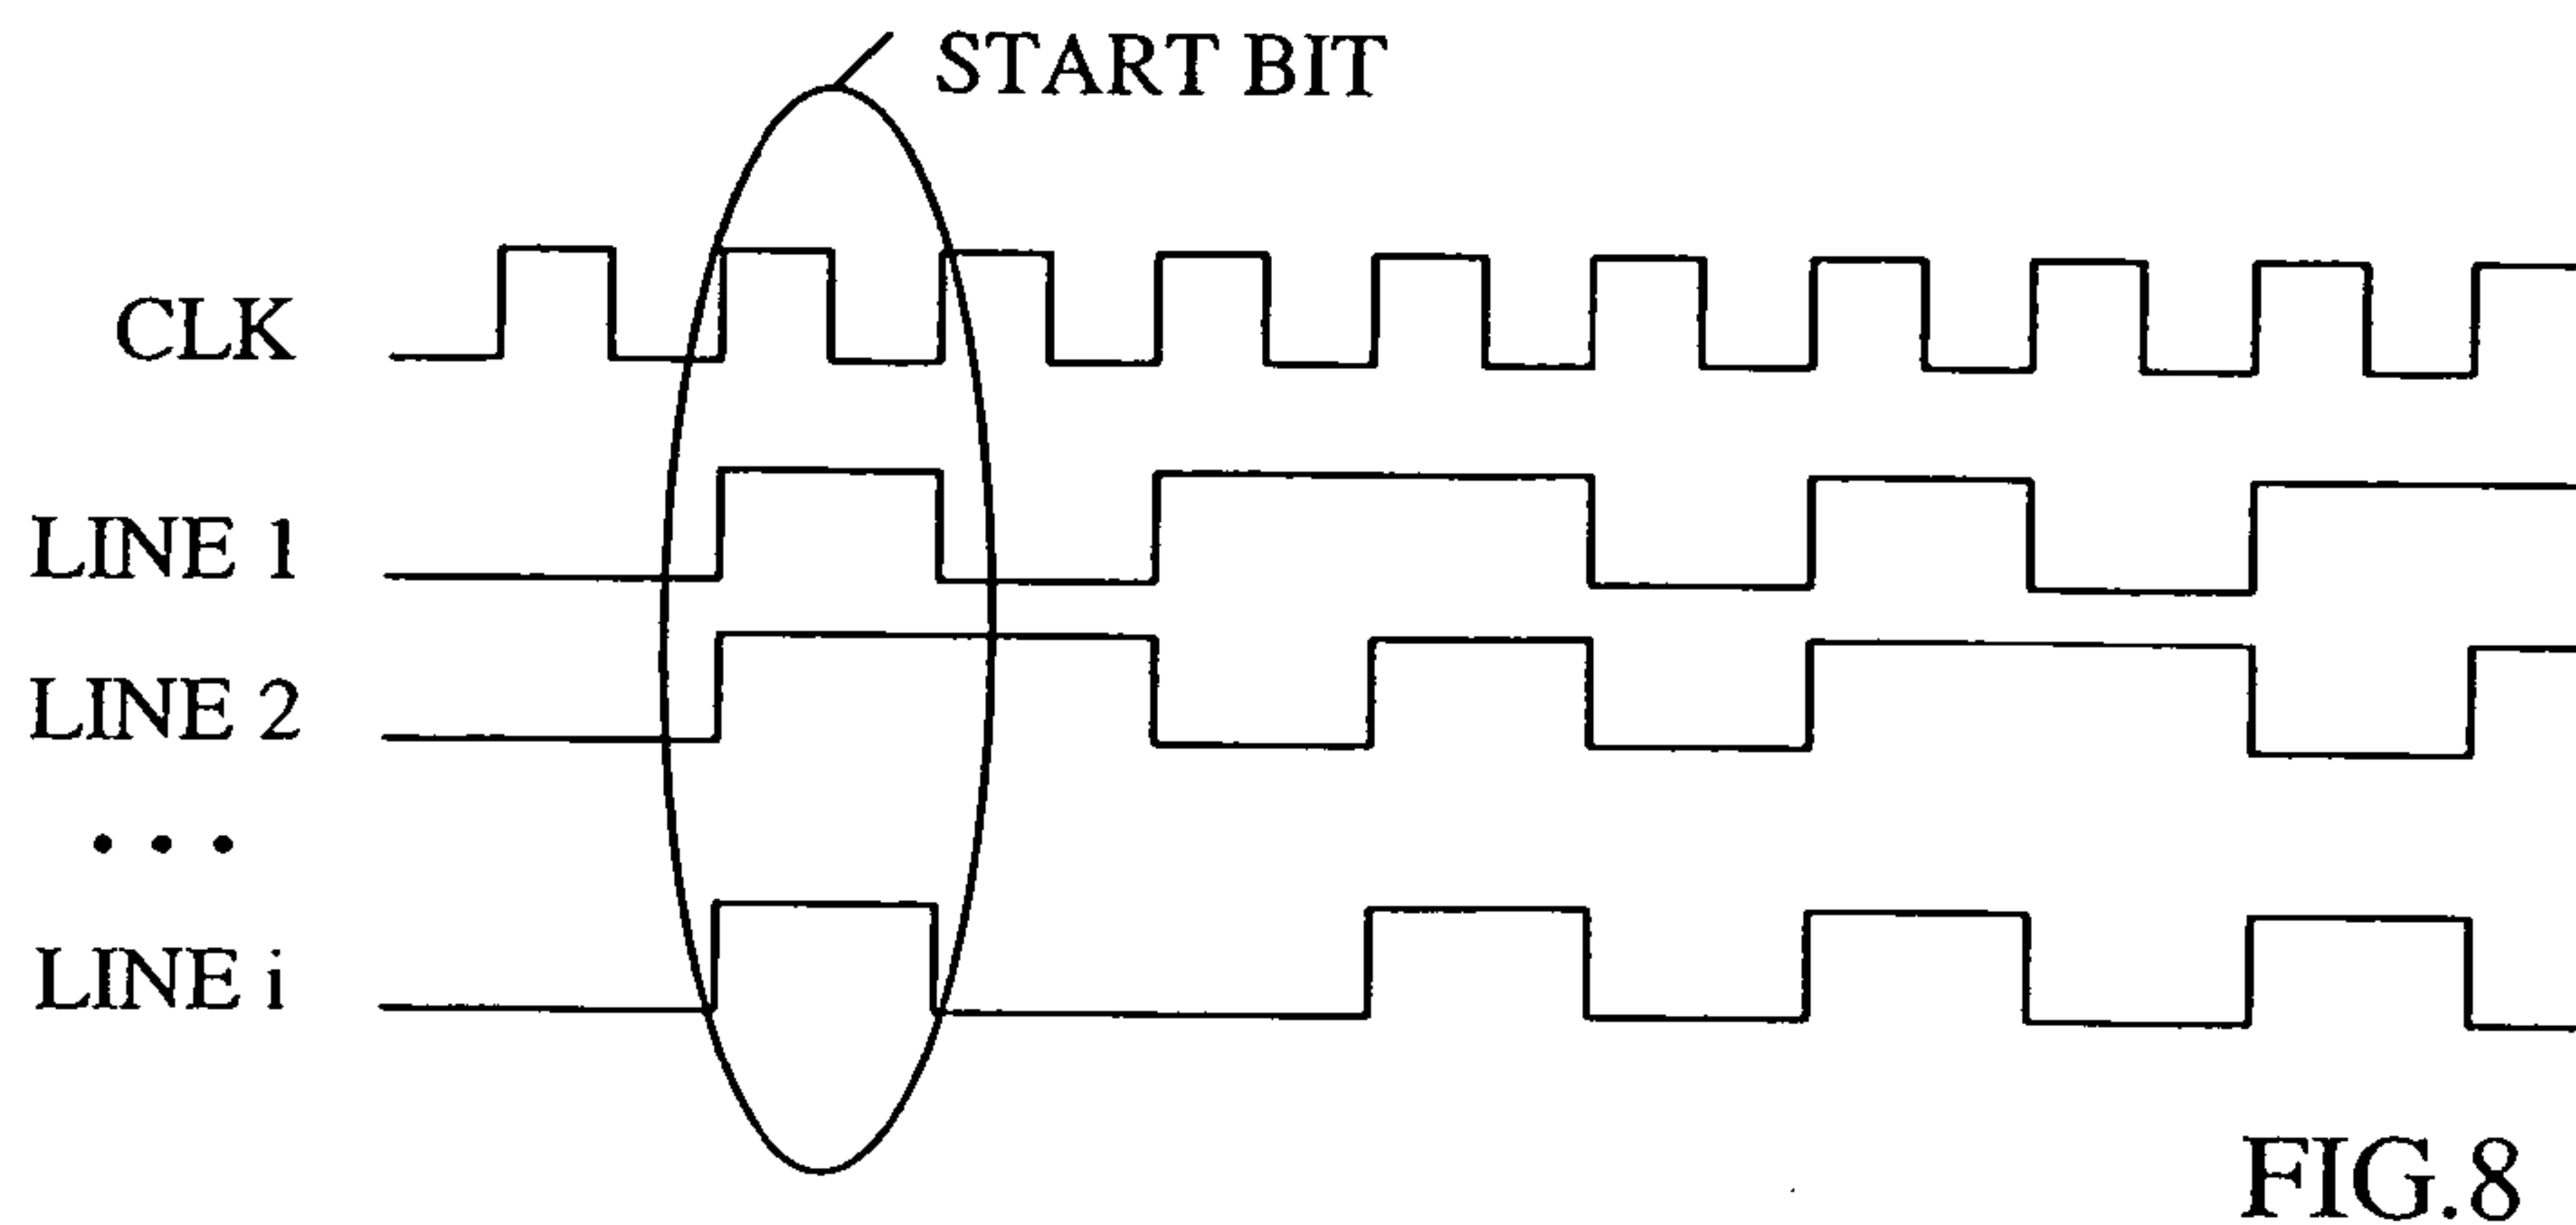 START BIT
CLK
LINE 1
LINE 2
• • •
LINE i
FIG.8